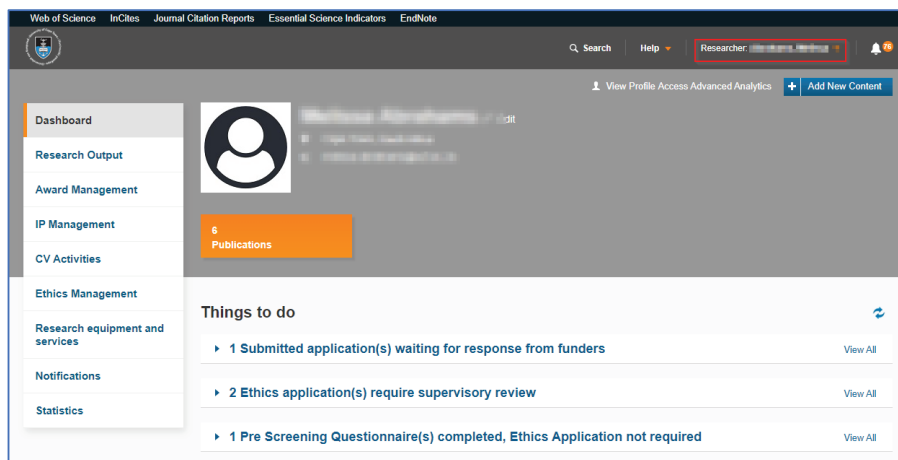 Web of Science InCites Journal Citation Reports Essential Science Indicators EndNote
Search Help Researcher: 76
View Profile Access Advanced Analytics + Add New Content
Dashboard
Research Output
Award Management
IP Management
CV Activities
Ethics Management
Research equipment and
services
Notifications
Statistics
6
Publications
Things to do
1 Submitted application(s) waiting for response from funders View All
2 Ethics application(s) require supervisory review View All
1 Pre Screening Questionnaire(s) completed, Ethics Application not required View All